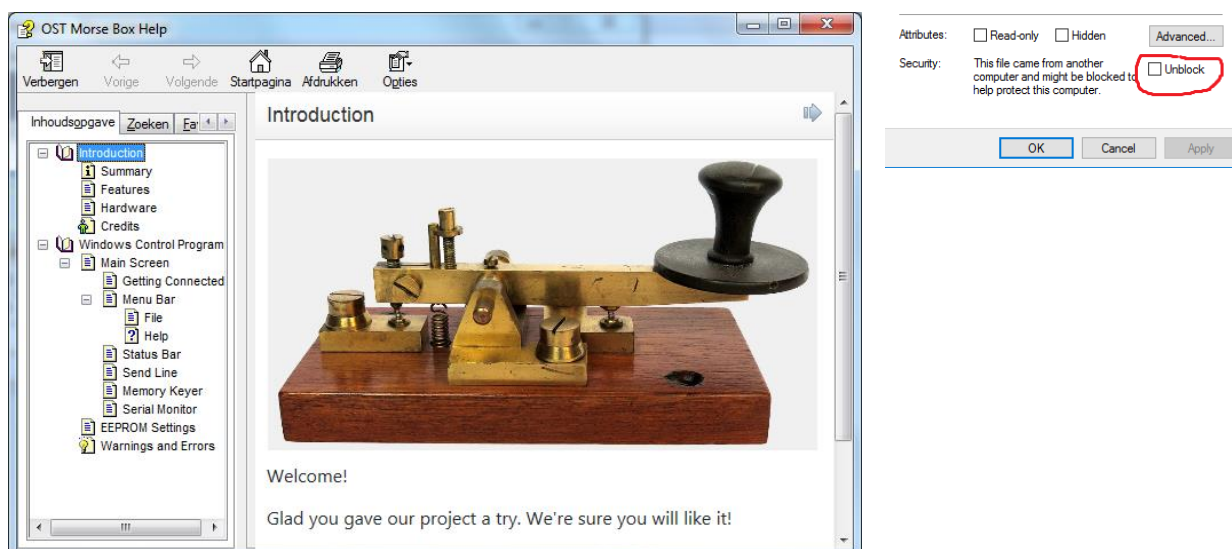 OST Morse Box Help
Verbergen Vorige Volgende Startpagina Afdrukken Opties
Inhoudsopgave Zoeken Fa
Introduction
Summary
Features
Hardware
Credits
Windows Control Program
Main Screen
Getting Connected
Menu Bar
File
Help
Status Bar
Send Line
Memory Keyer
Serial Monitor
EEPROM Settings
Warnings and Errors
Introduction
Welcome!
Glad you gave our project a try. We're sure you will like it!
Attributes: Read-only Hidden Advanced...
Security: This file came from another
computer and might be blocked to
help protect this computer.
Unblock
OK Cancel Apply